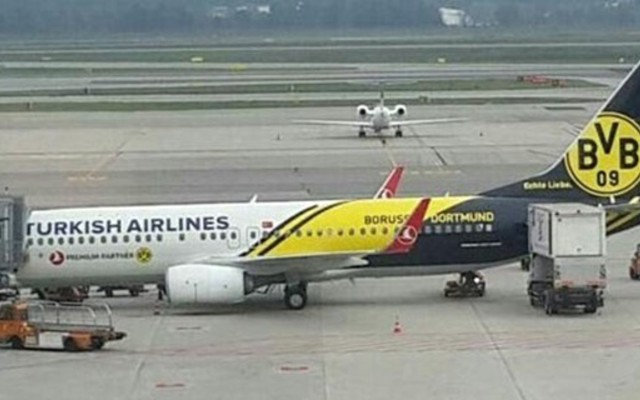 TURKISH AIRLINES
PREMIUM PARTNER
BORUSSIA DORTMUND
BVB
09
Echte Liebe.